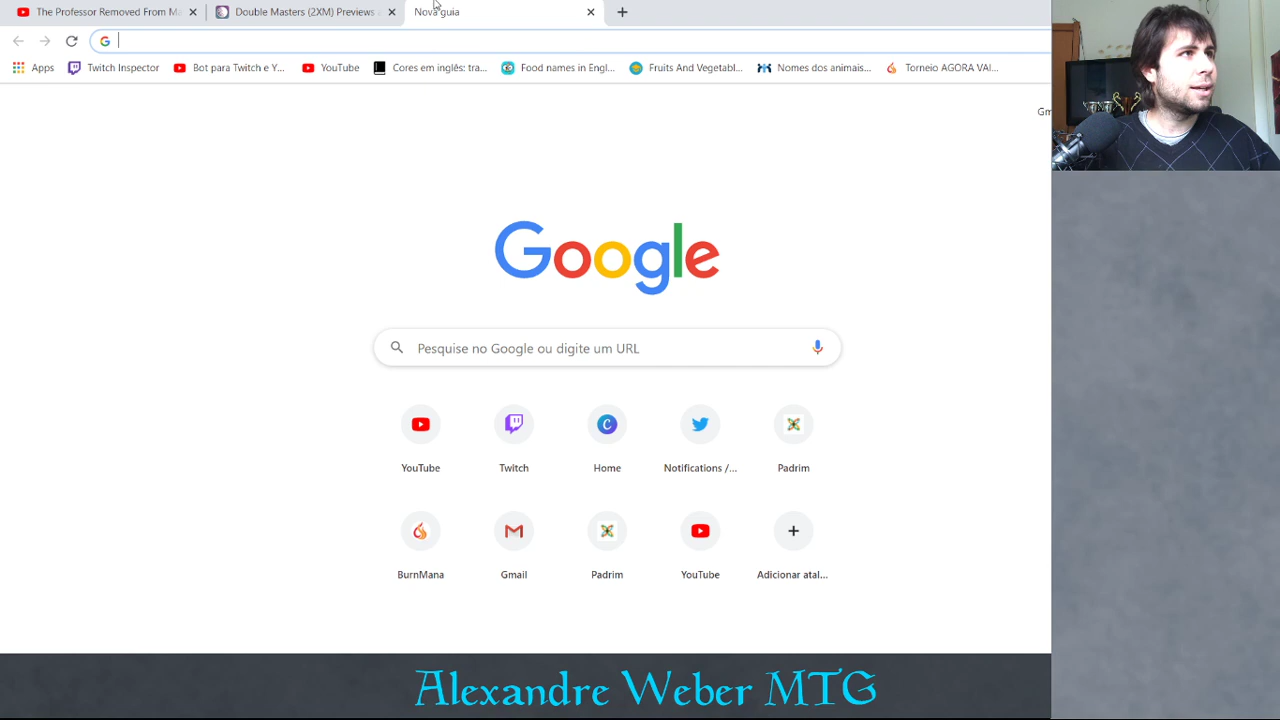 The Professor Removed From Ma
Double Masters (2XM) Previews
Nova guia
Apps
Twitch Inspector
Bot para Twitch e Y...
YouTube
Cores em inglês: tra...
Food names in Engl...
Fruits And Vegetabl...
Nomes dos animais...
Torneio AGORA VAI...
Gm
Google
Pesquise no Google ou digite um URL
YouTube
Twitch
Home
Notifications /...
Padrim
BurnMana
Gmail
Padrim
YouTube
Adicionar atal...
Alexandre Weber MTG